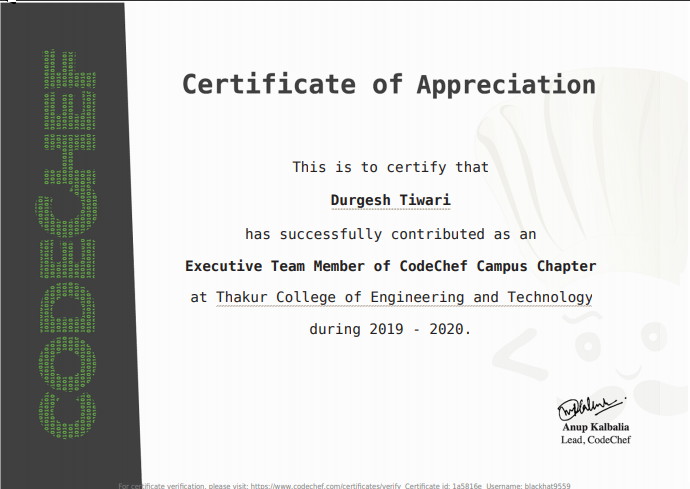 CODECHEF
Certificate of Appreciation
This is to certify that
Durgesh Tiwari
has successfully contributed as an
Executive Team Member of CodeChef Campus Chapter
at Thakur College of Engineering and Technology
during 2019 - 2020.
Anup Kalbalia
Lead, CodeChef
For certificate verification, please visit: https://www.codechef.com/certificates/verify Certificate id: 1a5816e Username: blackhat9559